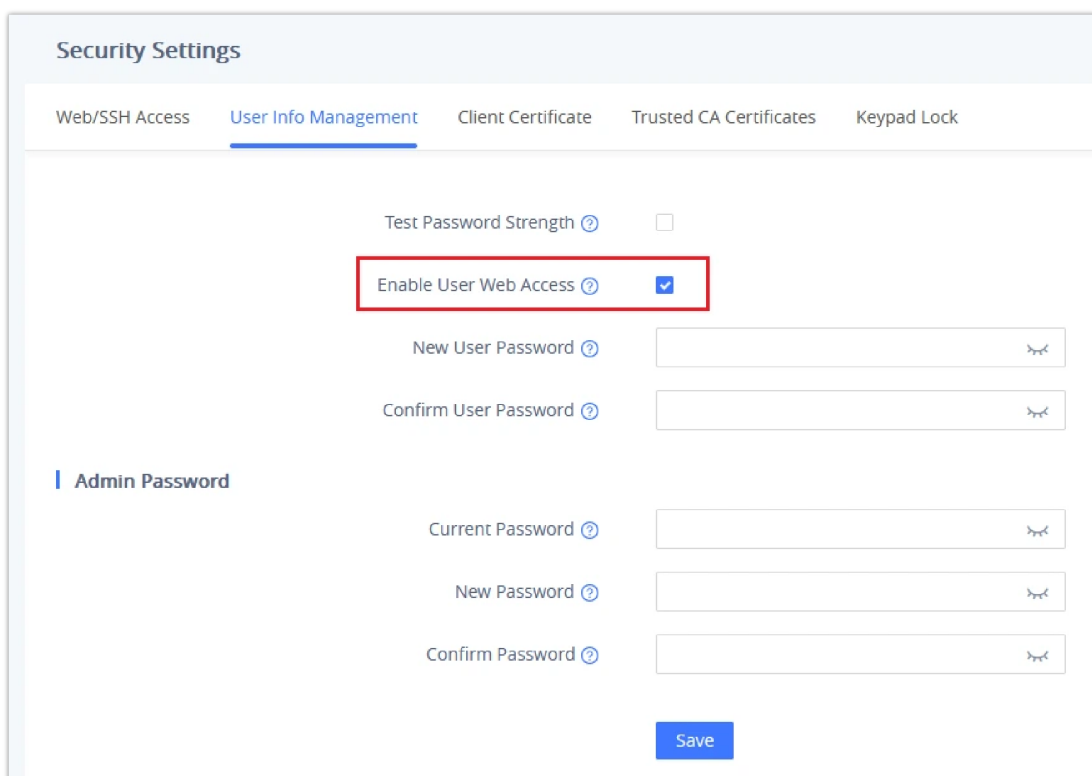 Security Settings
Web/SSH Access User Info Management Client Certificate Trusted CA Certificates Keypad Lock
Test Password Strength ?
Enable User Web Access ?
New User Password ?
Confirm User Password ?
Admin Password
Current Password ?
New Password ?
Confirm Password ?
Save